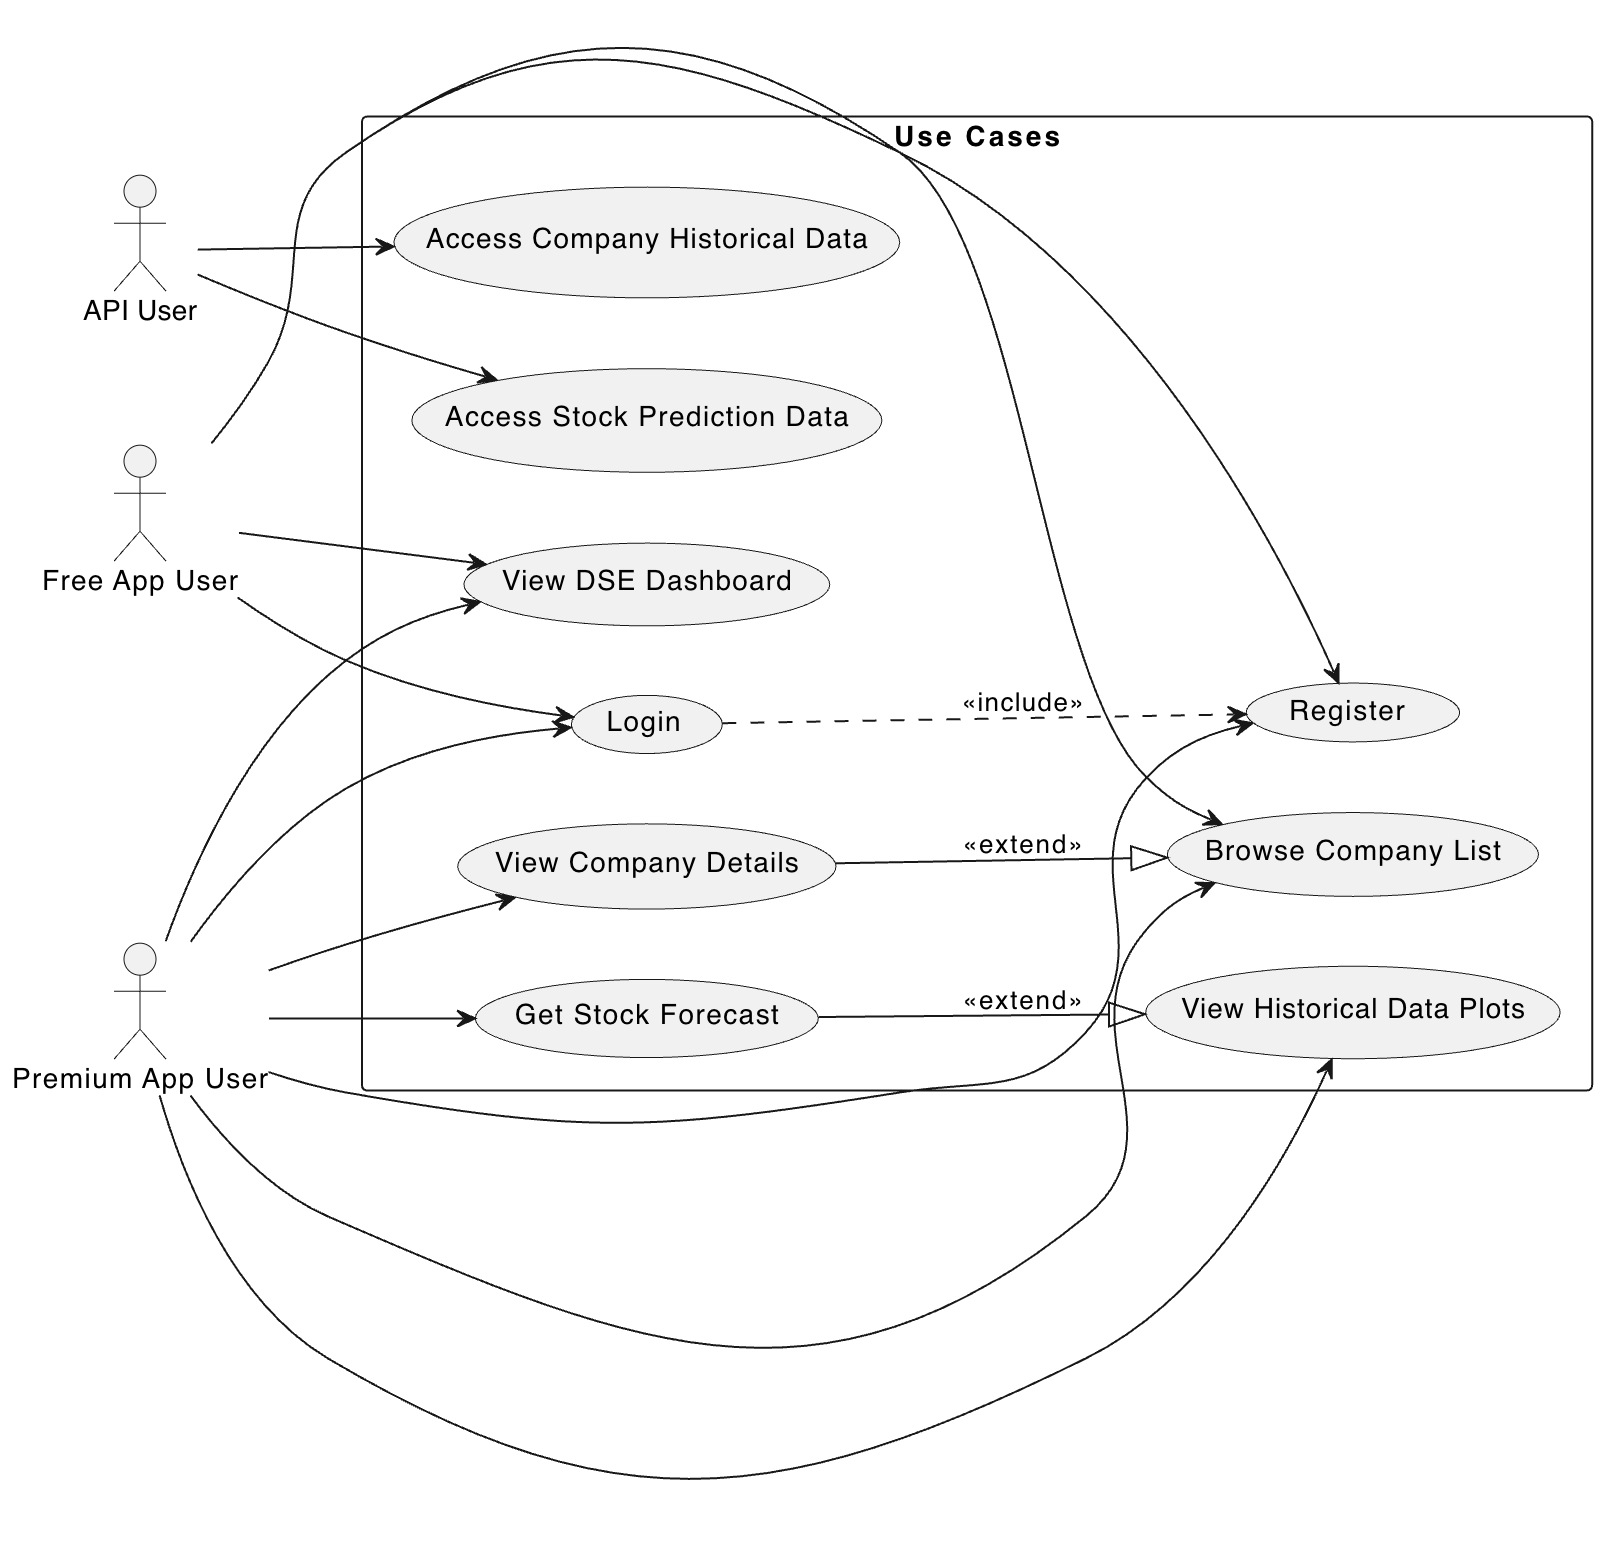 Use Cases
API User
Access Company Historical Data
Access Stock Prediction Data
Free App User
View DSE Dashboard
Login
«include»
Register
View Company Details
«extend»
Browse Company List
Premium App User
Get Stock Forecast
«extend»
View Historical Data Plots